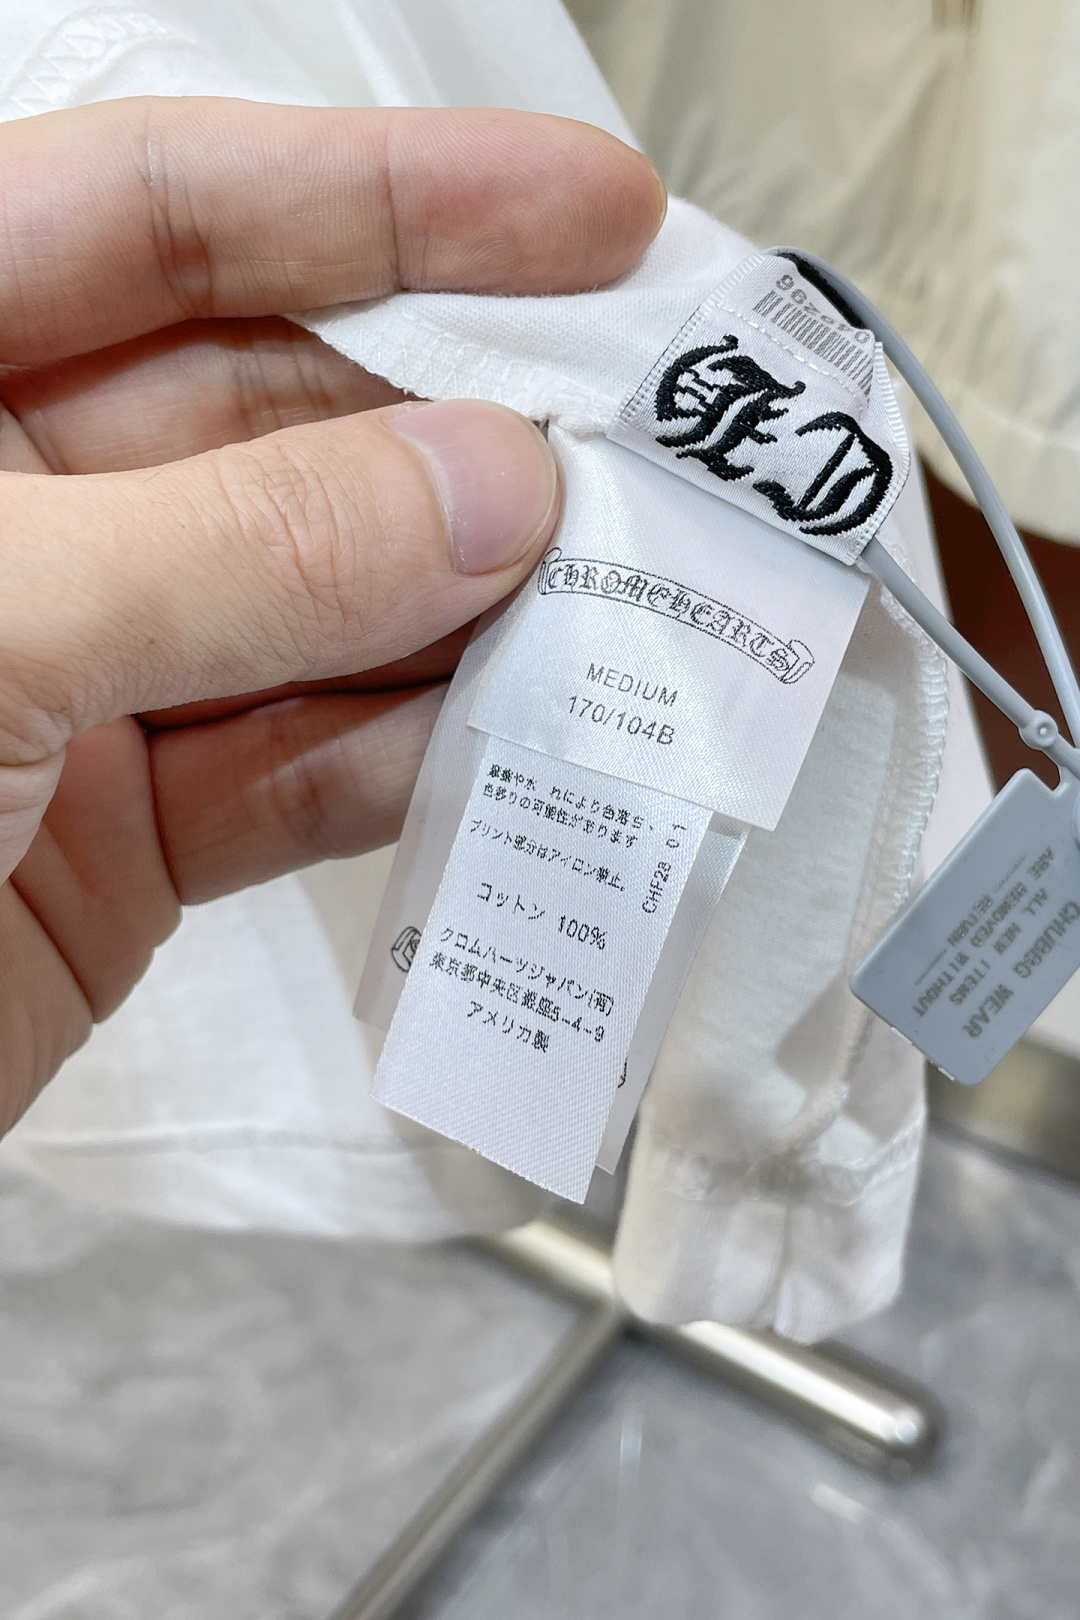 CHROME HEARTS
MEDIUM
170/104B
摩擦や水 れにより色落ち、
色移りの可能性があります
プリント部分はアイロン禁止。
コットン 100%
クロムハーツジャパン(有)
東京都中央区銀座5-4-9
アメリカ製
CHUBBG WEAR
ALL NEW ITEMS
RETURN
ARE REMOVED WITHOUT